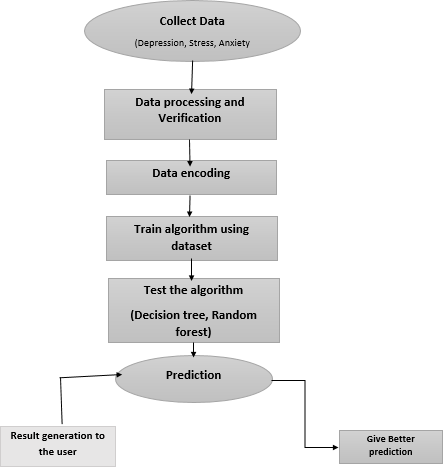 Collect Data
(Depression, Stress, Anxiety
Data processing and
Verification
Data encoding
Train algorithm using
dataset
Test the algorithm
(Decision tree, Random
forest)
Prediction
Result generation to
the user
Give Better
prediction